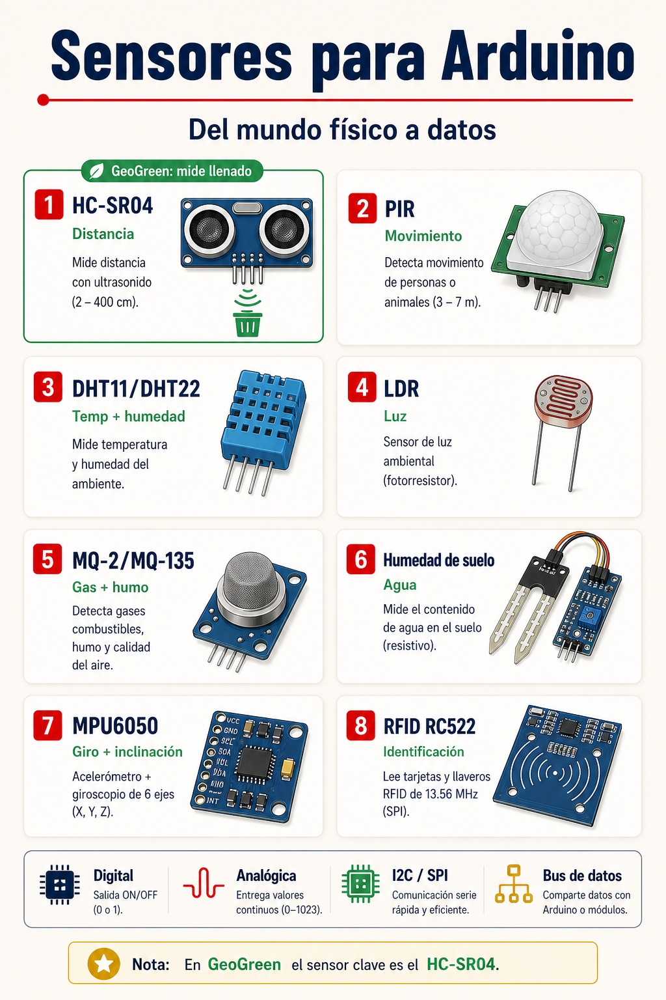 Sensores para Arduino
Del mundo físico a datos
GeoGreen: mide llenado
1
HC-SR04
Distancia
Mide distancia
con ultrasonido
(2 – 400 cm).
2
PIR
Movimiento
Detecta movimiento
de personas o
animales (3 – 7 m).
3
DHT11/DHT22
Temp + humedad
Mide temperatura
y humedad del
ambiente.
4
LDR
Luz
Sensor de luz
ambiental
(fotorresistor).
5
MQ-2/MQ-135
Gas + humo
Detecta gases
combustibles,
humo y calidad
del aire.
6
Humedad de suelo
Agua
Mide el contenido
de agua en el suelo
(resistivo).
7
MPU6050
Giro + inclinación
Acelerómetro +
giroscopio de 6 ejes
(X, Y, Z).
VCC
GND
INT
8
RFID RC522
Identificación
Lee tarjetas y llaveros
RFID de 13.56 MHz
(SPI).
Digital
Salida ON/OFF
(0 o 1).
Analógica
Entrega valores
continuos (0–1023).
I2C / SPI
Comunicación serie
rápida y eficiente.
Bus de datos
Comparte datos con
Arduino o módulos.
Nota: En GeoGreen el sensor clave es el HC-SR04.